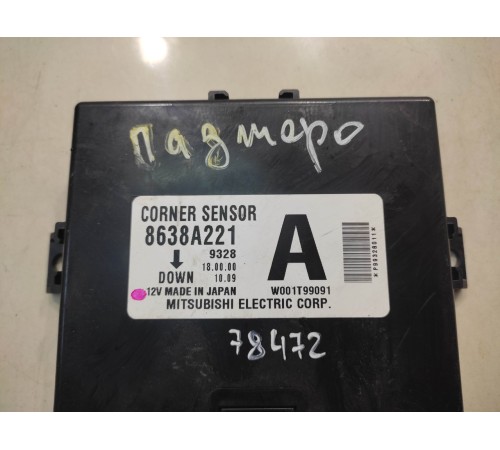 Паджеро
CORNER SENSOR
8638A221
A
9328
18.00.00
DOWN 10.09
W001T99091
12V MADE IN JAPAN
MITSUBISHI ELECTRIC CORP.
78472